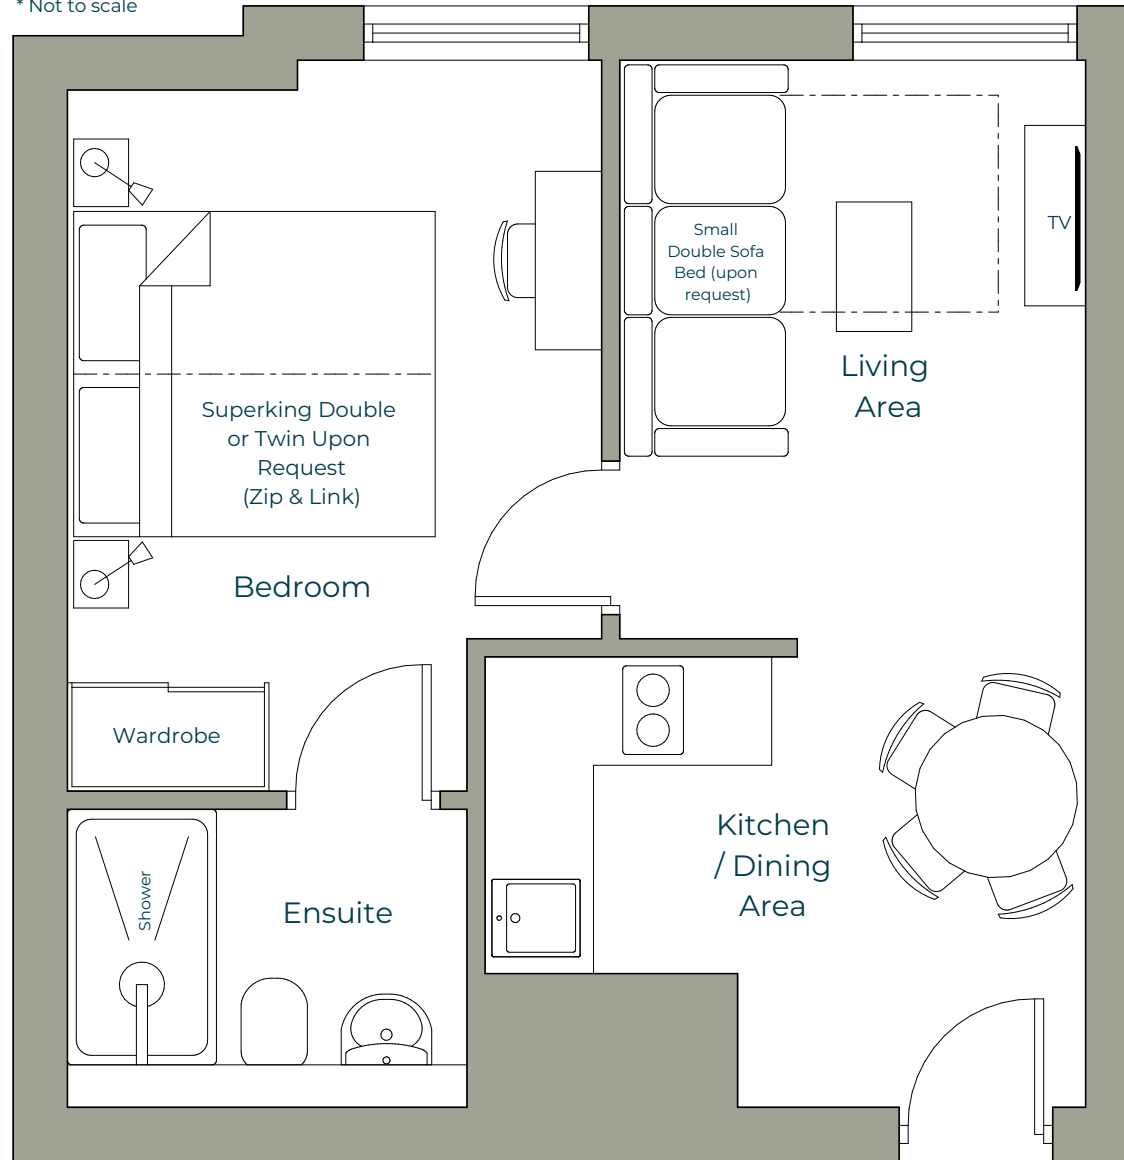 * Not to scale
Small
Double Sofa
Bed (upon
request)
TV
Living
Area
Superking Double
or Twin Upon
Request
(Zip & Link)
Bedroom
Wardrobe
Kitchen
/ Dining
Area
Shower
Ensuite